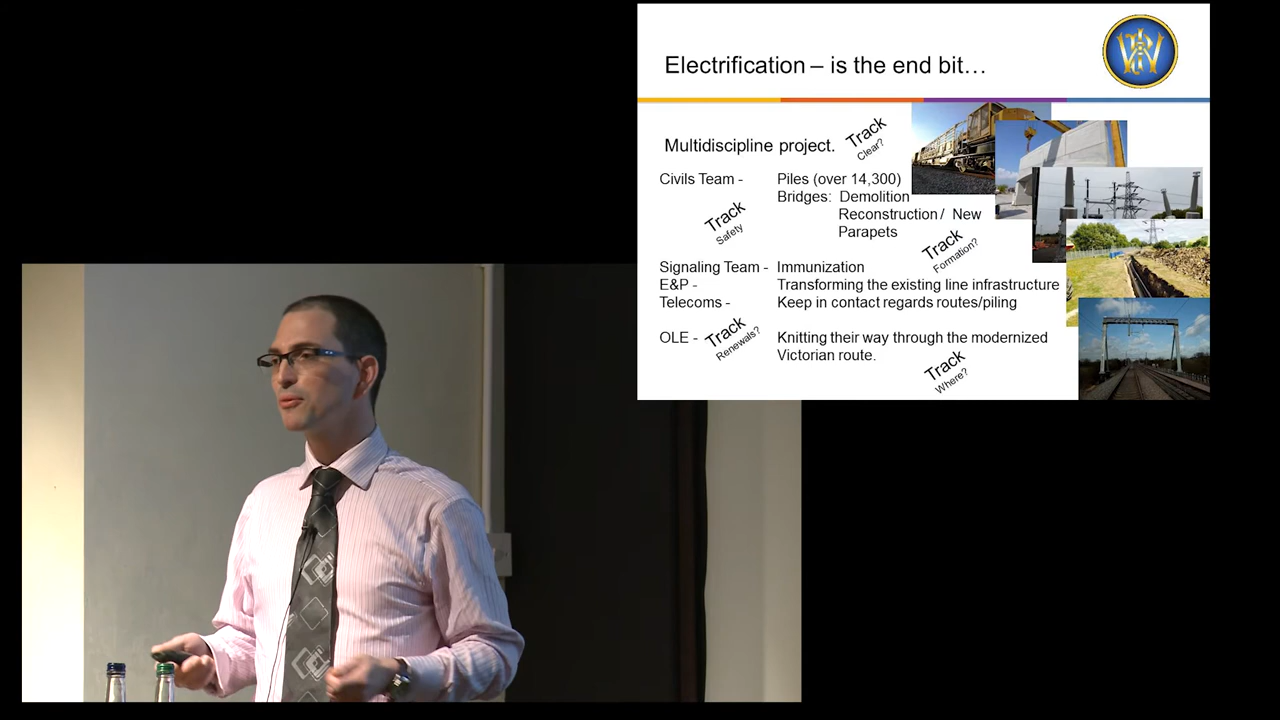 Electrification – is the end bit…
Multidiscipline project.
Track
Clear?
Civils Team - Piles (over 14,300)
Bridges: Demolition
Reconstruction / New
Parapets
Track
Safety
Track
Formation?
Signaling Team - Immunization
E&P - Transforming the existing line infrastructure
Telecoms - Keep in contact regards routes/piling
OLE - Knitting their way through the modernized
Victorian route.
Track
Renewals?
Track
Where?